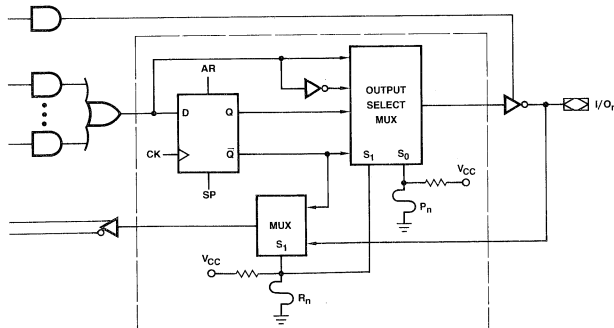 AR
OUTPUT
SELECT
MUX
I/On
D
Q
CK
Q̅
SP
S1
S0
VCC
Pn
MUX
S1
VCC
Rn